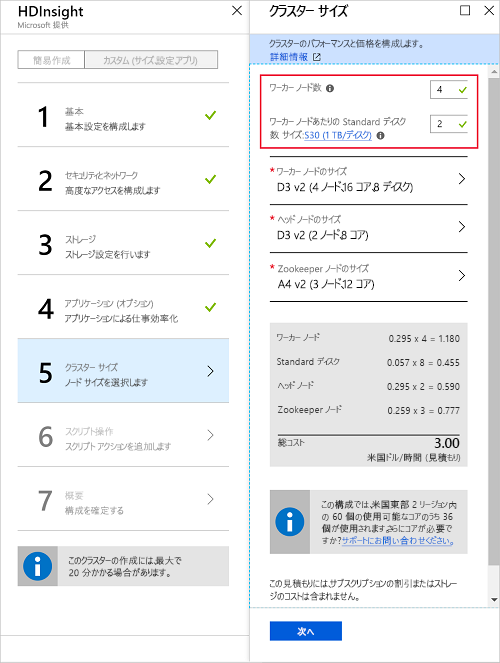 HDInsight
Microsoft 提供
簡易作成
カスタム (サイズ,設定,アプリ)
1
基本
基本設定を構成します
2
セキュリティとネットワーク
高度なアクセスを構成します
3
ストレージ
ストレージ設定を行います
4
アプリケーション (オプション)
アプリケーションによる仕事効率化
5
クラスター サイズ
ノード サイズを選択します
6
スクリプト操作
スクリプト アクションを追加します
7
概要
構成を確定する
このクラスターの作成には、最大で
20 分かかる場合があります。
クラスター サイズ
クラスターのパフォーマンスと価格を構成します。
詳細情報
ワーカー ノード数
4
ワーカー ノードあたりの Standard ディスク
数 サイズ:S30 (1 TB/ディスク)
2
* ワーカー ノードのサイズ
D3 v2 (4 ノード,16 コア,8 ディスク)
* ヘッド ノードのサイズ
D3 v2 (2 ノード,8 コア)
* Zookeeper ノードのサイズ
A4 v2 (3 ノード,12 コア)
ワーカー ノード 0.295 x 4 = 1.180
Standard ディスク 0.057 x 8 = 0.455
ヘッド ノード 0.295 x 2 = 0.590
Zookeeper ノード 0.259 x 3 = 0.777
総コスト 3.00
米国ドル/時間 (見積もり)
この構成では、米国東部 2 リージョン内
の 60 個の使用可能なコアのうち 36
個が使用されます。さらにコアが必要で
すか?サポートにお問い合わせください。
この見積もりには、サブスクリプションの割引またはストレー
ジのコストは含まれません。
次へ